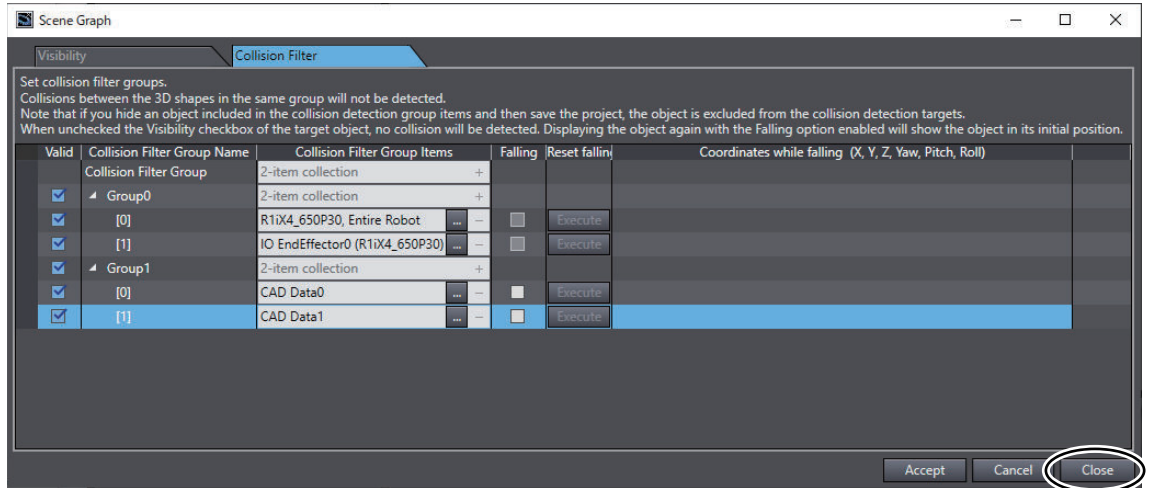 Scene Graph
Visibility
Collision Filter
Set collision filter groups.
Collisions between the 3D shapes in the same group will not be detected.
Note that if you hide an object included in the collision detection group items and then save the project, the object is excluded from the collision detection targets.
When unchecked the Visibility checkbox of the target object, no collision will be detected. Displaying the object again with the Falling option enabled will show the object in its initial position.
Valid Collision Filter Group Name Collision Filter Group Items Falling Reset falling Coordinates while falling (X, Y, Z, Yaw, Pitch, Roll)
Collision Filter Group 2-item collection +
Group0 2-item collection +
[0] R1iX4_650P30, Entire Robot ... − Execute
[1] IO EndEffector0 (R1iX4_650P30) ... − Execute
Group1 2-item collection +
[0] CAD Data0 ... − Execute
[1] CAD Data1 ... − Execute
Accept Cancel Close